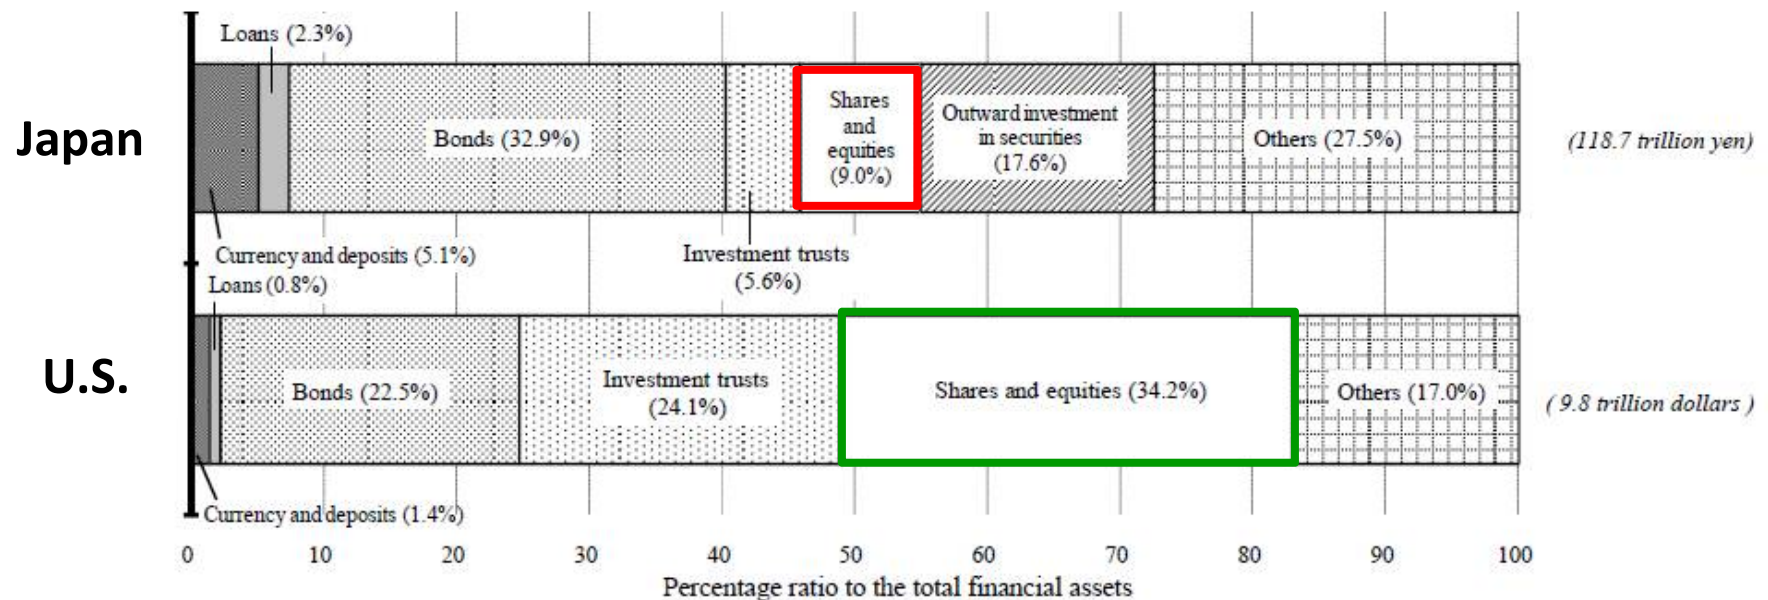 Loans (2.3%)
Japan
Bonds (32.9%)
Shares
and
equities
(9.0%)
Outward investment
in securities
(17.6%)
Others (27.5%)
(118.7 trillion yen)
Currency and deposits (5.1%)
Investment trusts
(5.6%)
Loans (0.8%)
U.S.
Bonds (22.5%)
Investment trusts
(24.1%)
Shares and equities (34.2%)
Others (17.0%)
( 9.8 trillion dollars )
Currency and deposits (1.4%)
0 10 20 30 40 50 60 70 80 90 100
Percentage ratio to the total financial assets